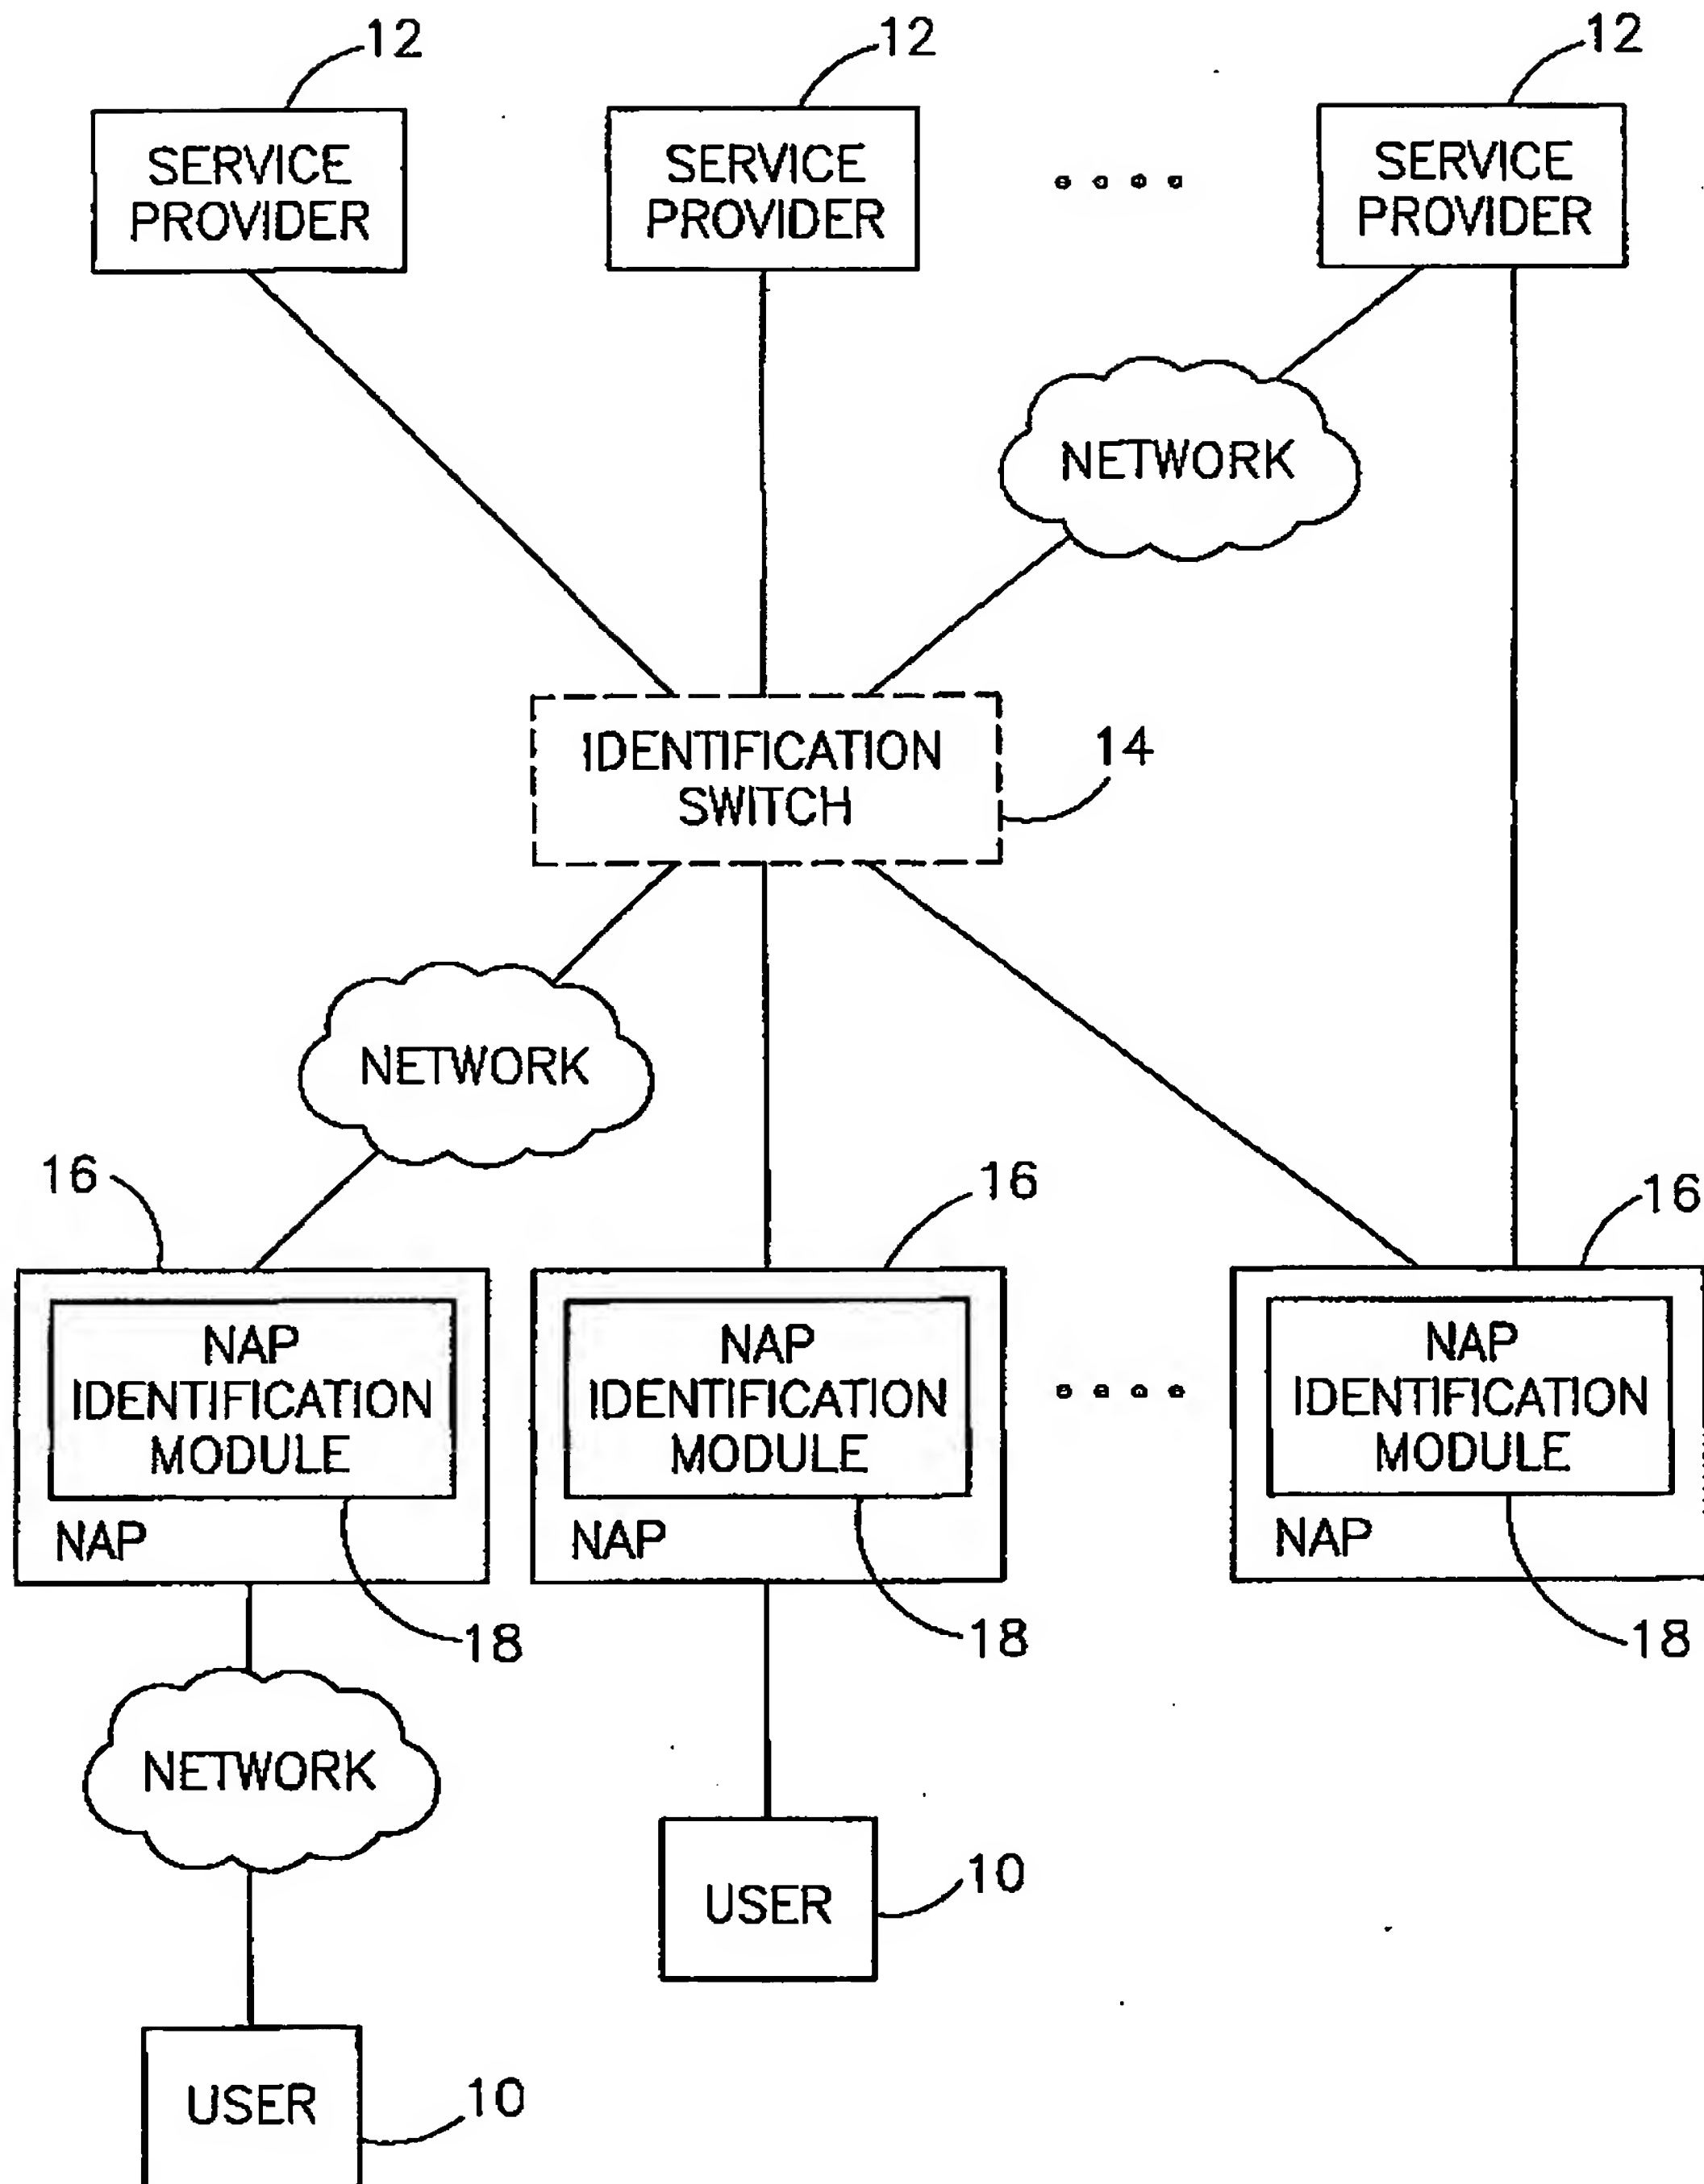 12
12
12
SERVICE
PROVIDER
SERVICE
PROVIDER
SERVICE
PROVIDER
NETWORK
IDENTIFICATION
SWITCH
14
NETWORK
16
16
16
NAP
IDENTIFICATION
MODULE
NAP
NAP
IDENTIFICATION
MODULE
NAP
NAP
IDENTIFICATION
MODULE
NAP
18
18
18
NETWORK
USER
10
USER
10